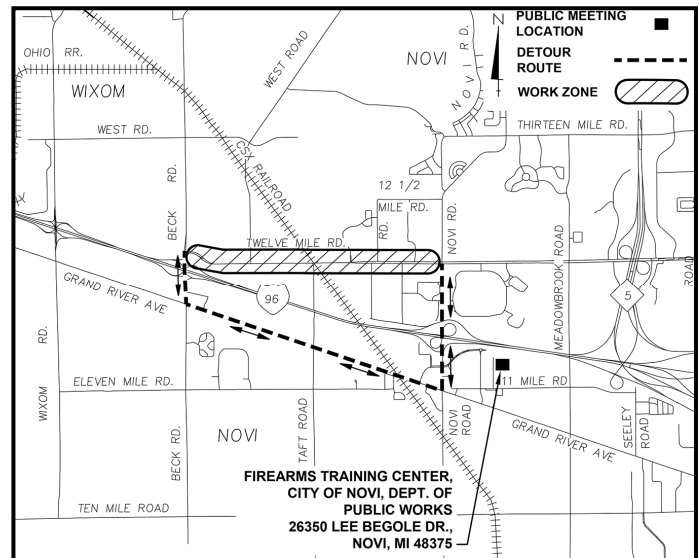 PUBLIC MEETING
LOCATION
DETOUR
ROUTE
WORK ZONE
N
OHIO RR.
WEST ROAD
NOVI
NOVI RD.
WIXOM
WEST RD.
THIRTEEN MILE RD.
CSX RAILROAD
BECK RD.
12 1/2
MILE RD.
RD.
NOVI RD.
TWELVE MILE RD.
MEADOWBROOK ROAD
ROAD
GRAND RIVER AVE
96
5
WIXOM RD.
ELEVEN MILE RD.
11 MILE RD
BECK RD.
NOVI
TAFT ROAD
NOVI
ROAD
GRAND RIVER AVE
SEELEY
ROAD
FIREARMS TRAINING CENTER,
CITY OF NOVI, DEPT. OF
PUBLIC WORKS
26350 LEE BEGOLE DR.,
NOVI, MI 48375
TEN MILE ROAD